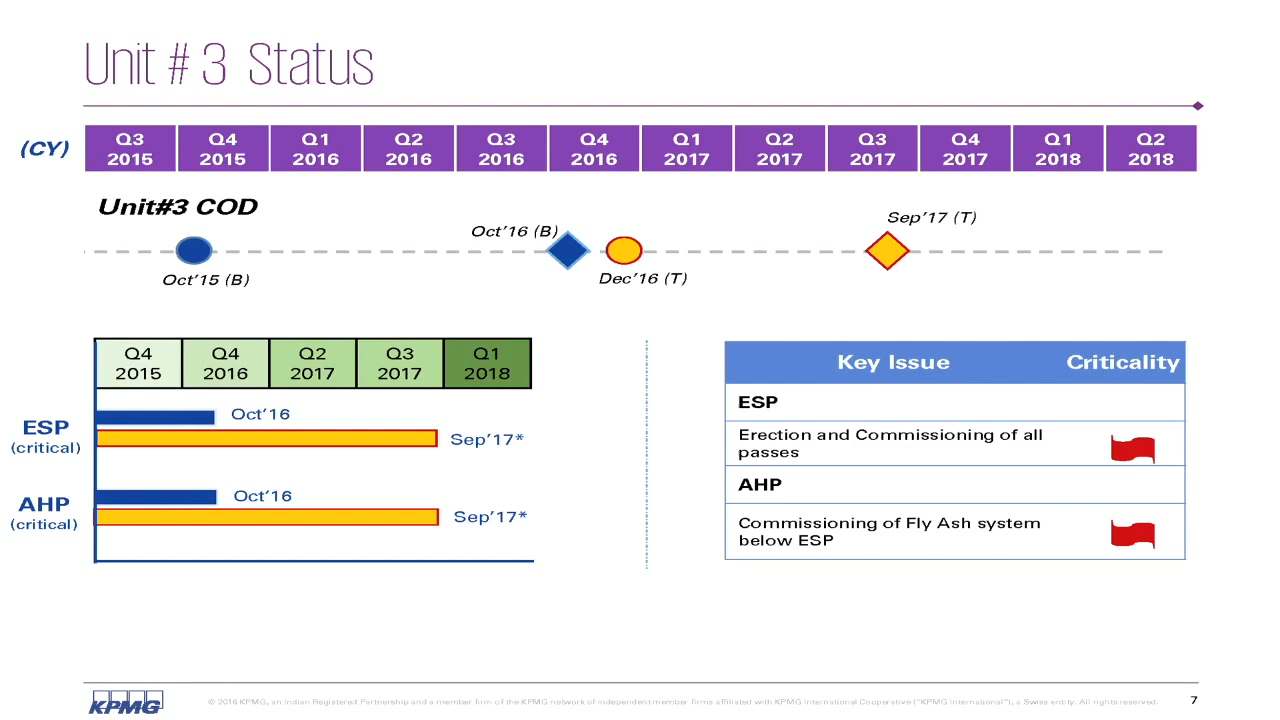 Unit # 3 Status
(CY)
Q3 2015
Q4 2015
Q1 2016
Q2 2016
Q3 2016
Q4 2016
Q1 2017
Q2 2017
Q3 2017
Q4 2017
Q1 2018
Q2 2018
Unit#3 COD
Oct’16 (B)
Sep’17 (T)
Oct’15 (B)
Dec’16 (T)
Q4 2015
Q4 2016
Q2 2017
Q3 2017
Q1 2018
ESP
(critical)
Oct’16
Sep’17*
AHP
(critical)
Oct’16
Sep’17*
Key Issue Criticality
ESP
Erection and Commissioning of all
passes
AHP
Commissioning of Fly Ash system
below ESP
KPMG
© 2016 KPMG, an Indian Registered Partnership and a member firm of the KPMG network of independent member firms affiliated with KPMG International Cooperative (“KPMG International”), a Swiss entity. All rights reserved.
7